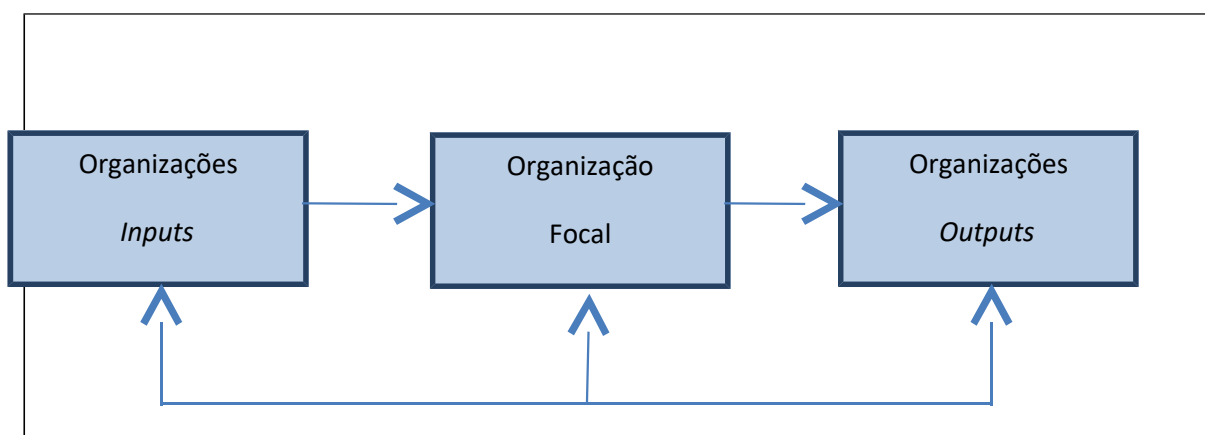 Organizações
Inputs
Organização
Focal
Organizações
Outputs